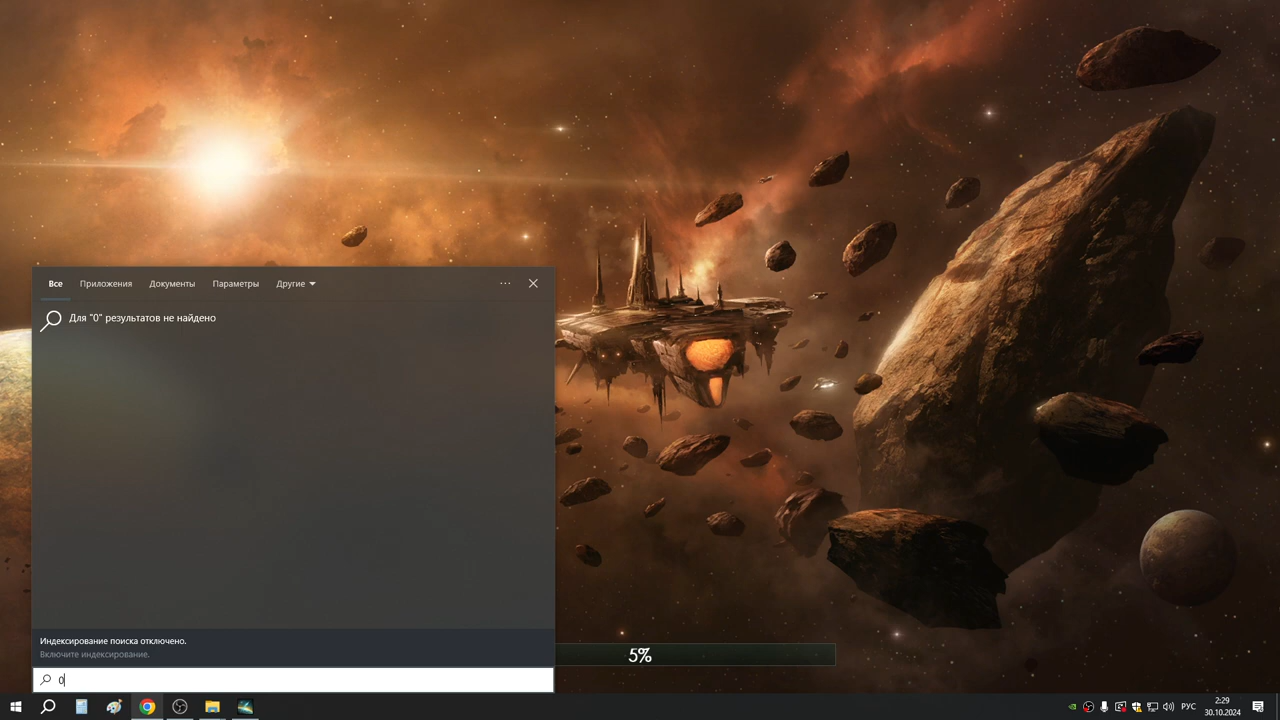 Все Приложения Документы Параметры Другие
Для "0" результатов не найдено
Индексирование поиска отключено.
Включите индексирование.
5%
0
РУС
2:29
30.10.2024